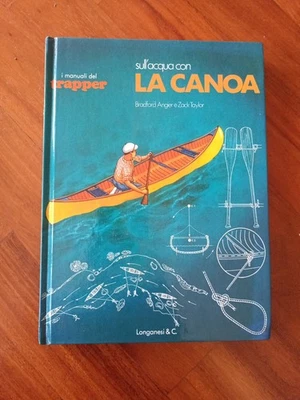 i manuali del
trapper
sull'acqua con
LA CANOA
Bradford Angier e Zack Taylor
Longanesi & C.